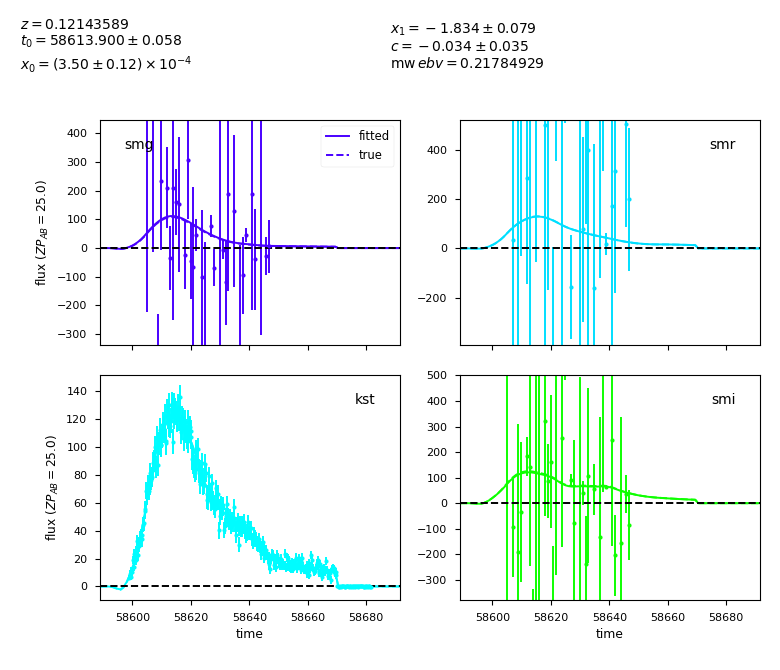 z = 0.12143589
t₀ = 58613.900 ± 0.058
x₀ = (3.50 ± 0.12) × 10⁻⁴
x₁ = −1.834 ± 0.079
c = −0.034 ± 0.035
mw ebv = 0.21784929
smg
fitted
true
400
300
200
100
0
−100
−200
−300
flux (ZP_AB = 25.0)
smr
400
200
0
−200
kst
140
120
100
80
60
40
20
0
flux (ZP_AB = 25.0)
58600 58620 58640 58660 58680
time
smi
500
400
300
200
100
0
−100
−200
−300
58600 58620 58640 58660 58680
time